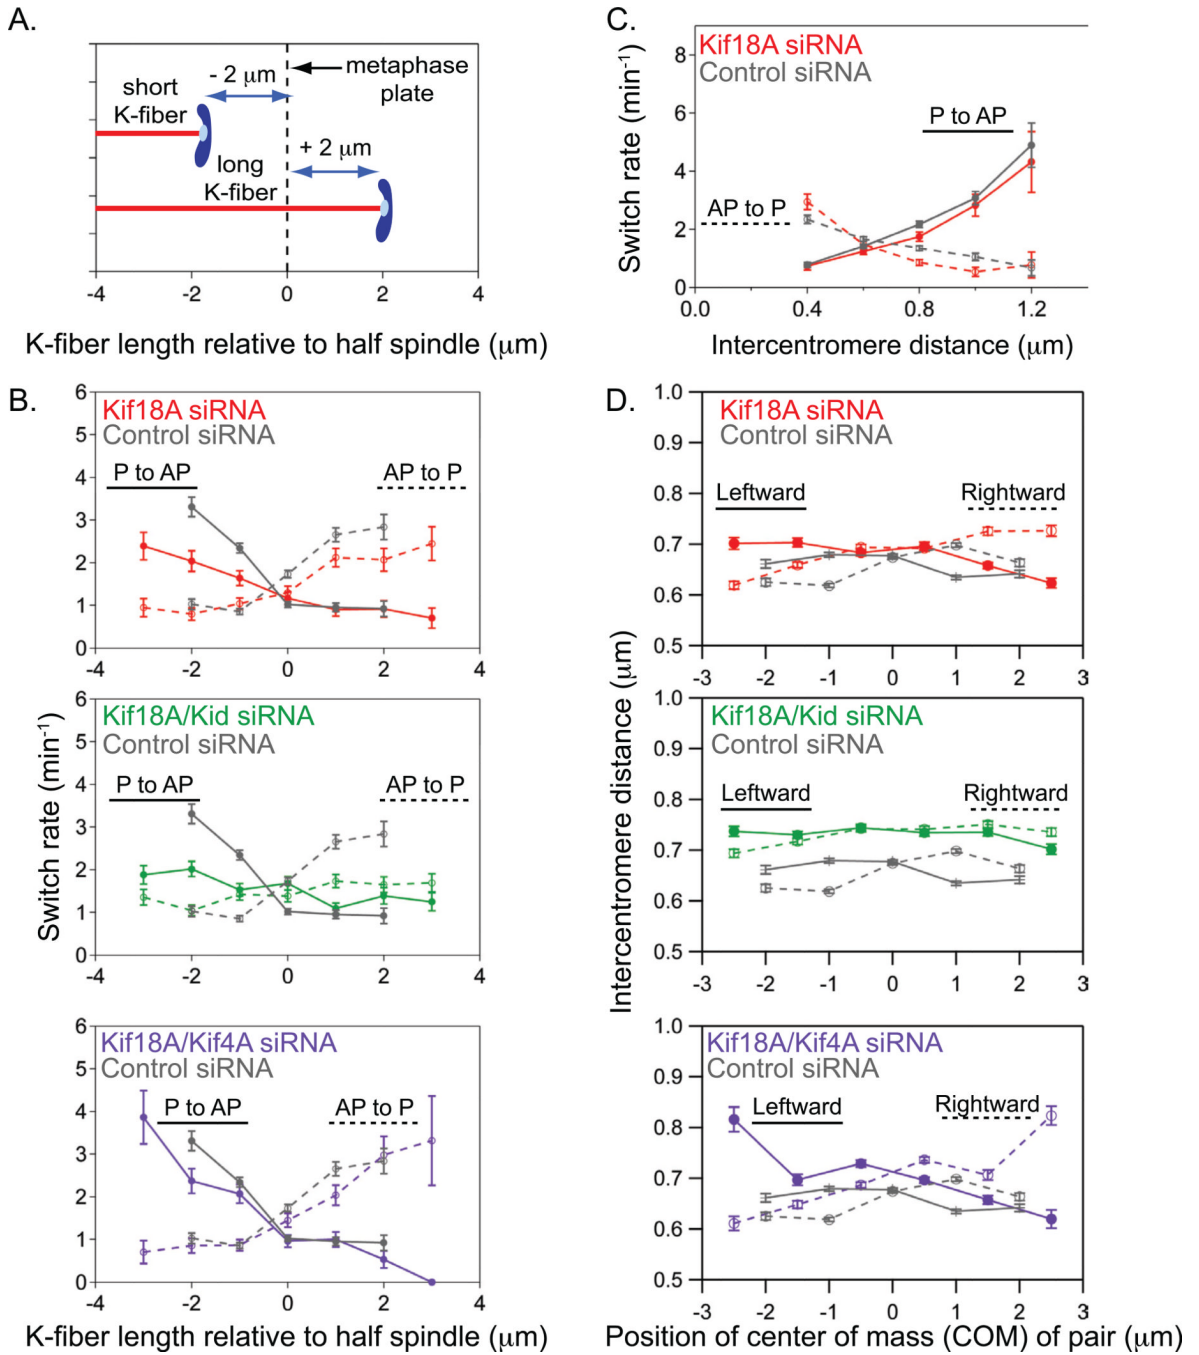 A.
- 2 μm
metaphase
plate
short
K-fiber
+ 2 μm
long
K-fiber
-4
-2
0
2
4
K-fiber length relative to half spindle (μm)
B.
6
5
4
3
2
1
0
Kif18A siRNA
Control siRNA
P to AP
AP to P
-4
-2
0
2
4
6
5
4
3
2
1
0
Kif18A/Kid siRNA
Control siRNA
P to AP
AP to P
-4
-2
0
2
4
Switch rate (min⁻¹)
6
5
4
3
2
1
0
Kif18A/Kif4A siRNA
Control siRNA
P to AP
AP to P
-4
-2
0
2
4
K-fiber length relative to half spindle (μm)
C.
Switch rate (min⁻¹)
8
6
4
2
0
Kif18A siRNA
Control siRNA
P to AP
AP to P
0.0
0.4
0.8
1.2
Intercentromere distance (μm)
D.
1.0
0.9
0.8
0.7
0.6
0.5
Kif18A siRNA
Control siRNA
Leftward
Rightward
-3
-2
-1
0
1
2
3
Intercentromere distance (μm)
1.0
0.9
0.8
0.7
0.6
0.5
Kif18A/Kid siRNA
Control siRNA
Leftward
Rightward
-3
-2
-1
0
1
2
3
1.0
0.9
0.8
0.7
0.6
0.5
Kif18A/Kif4A siRNA
Control siRNA
Leftward
Rightward
-3
-2
-1
0
1
2
3
Position of center of mass (COM) of pair (μm)